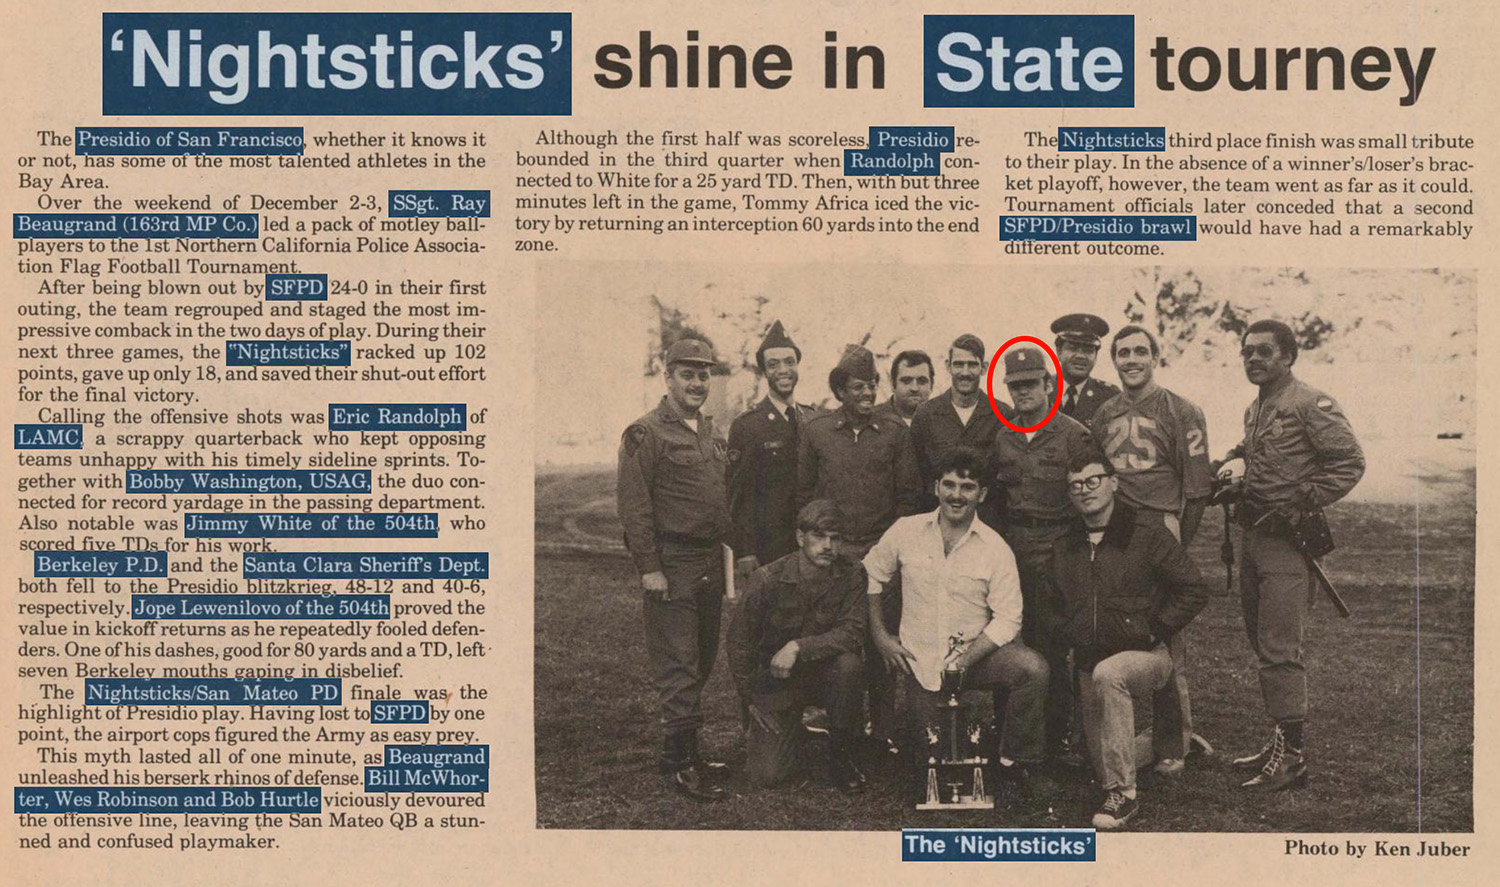 ‘Nightsticks’ shine in State tourney
The Presidio of San Francisco, whether it knows it
or not, has some of the most talented athletes in the
Bay Area.
Over the weekend of December 2-3, SSgt. Ray
Beaugrand (163rd MP Co.) led a pack of motley ball-
players to the 1st Northern California Police Associa-
tion Flag Football Tournament.
After being blown out by SFPD 24-0 in their first
outing, the team regrouped and staged the most im-
pressive comback in the two days of play. During their
next three games, the "Nightsticks" racked up 102
points, gave up only 18, and saved their shut-out effort
for the final victory.
Calling the offensive shots was Eric Randolph of
LAMC, a scrappy quarterback who kept opposing
teams unhappy with his timely sideline sprints. To-
gether with Bobby Washington, USAG, the duo con-
nected for record yardage in the passing department.
Also notable was Jimmy White of the 504th, who
scored five TDs for his work.
Berkeley P.D. and the Santa Clara Sheriff's Dept.
both fell to the Presidio blitzkrieg, 48-12 and 40-6,
respectively. Jope Lewenilovo of the 504th proved the
value in kickoff returns as he repeatedly fooled defen-
ders. One of his dashes, good for 80 yards and a TD, left
seven Berkeley mouths gaping in disbelief.
The Nightsticks/San Mateo PD finale was the
highlight of Presidio play. Having lost to SFPD by one
point, the airport cops figured the Army as easy prey.
This myth lasted all of one minute, as Beaugrand
unleashed his berserk rhinos of defense. Bill McWhor-
ter, Wes Robinson and Bob Hurtle viciously devoured
the offensive line, leaving the San Mateo QB a stun-
ned and confused playmaker.
Although the first half was scoreless, Presidio re-
bounded in the third quarter when Randolph con-
nected to White for a 25 yard TD. Then, with but three
minutes left in the game, Tommy Africa iced the vic-
tory by returning an interception 60 yards into the end
zone.
The Nightsticks third place finish was small tribute
to their play. In the absence of a winner's/loser's brac-
ket playoff, however, the team went as far as it could.
Tournament officials later conceded that a second
SFPD/Presidio brawl would have had a remarkably
different outcome.
25
2
The ‘Nightsticks’
Photo by Ken Juber